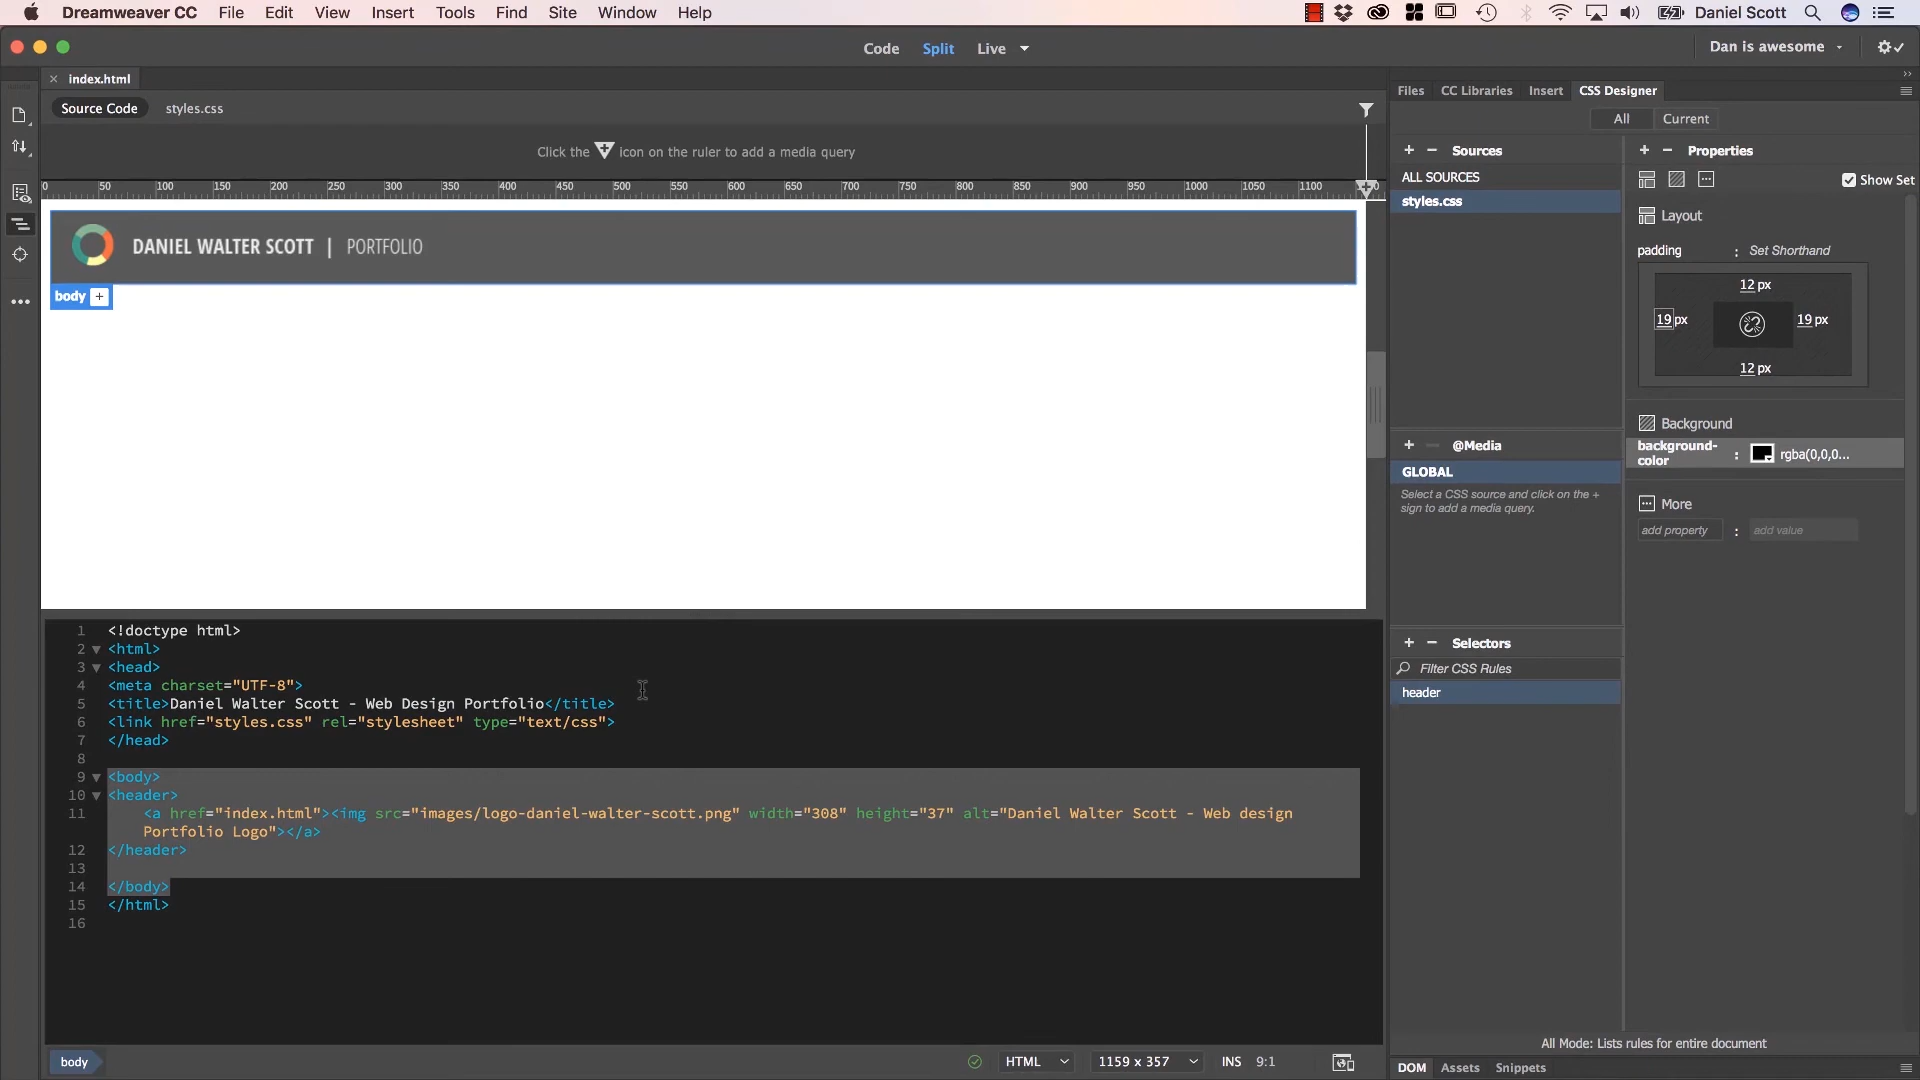 Dreamweaver CC File Edit View Insert Tools Find Site Window Help Daniel Scott
Code Split Live Dan is awesome
index.html
Source Code styles.css
Click the icon on the ruler to add a media query
0 50 100 150 200 250 300 350 400 450 500 550 600 650 700 750 800 850 900 950 1000 1050 1100
DANIEL WALTER SCOTT | PORTFOLIO
body +
Files CC Libraries Insert CSS Designer
All Current
+ − Sources
ALL SOURCES
styles.css
+ − Properties
Show Set
Layout
padding : Set Shorthand
12 px
19 px 19 px
12 px
Background
background-color : rgba(0,0,0...
More
add property : add value
+ @Media
GLOBAL
Select a CSS source and click on the +
sign to add a media query.
+ − Selectors
Filter CSS Rules
header
1 <!doctype html>
2 <html>
3 <head>
4 <meta charset="UTF-8">
5 <title>Daniel Walter Scott - Web Design Portfolio</title>
6 <link href="styles.css" rel="stylesheet" type="text/css">
7 </head>
8
9 <body>
10 <header>
11 <a href="index.html"><img src="images/logo-daniel-walter-scott.png" width="308" height="37" alt="Daniel Walter Scott - Web design
Portfolio Logo"></a>
12 </header>
13
14 </body>
15 </html>
16
All Mode: Lists rules for entire document
body HTML 1159 x 357 INS 9:1
DOM Assets Snippets